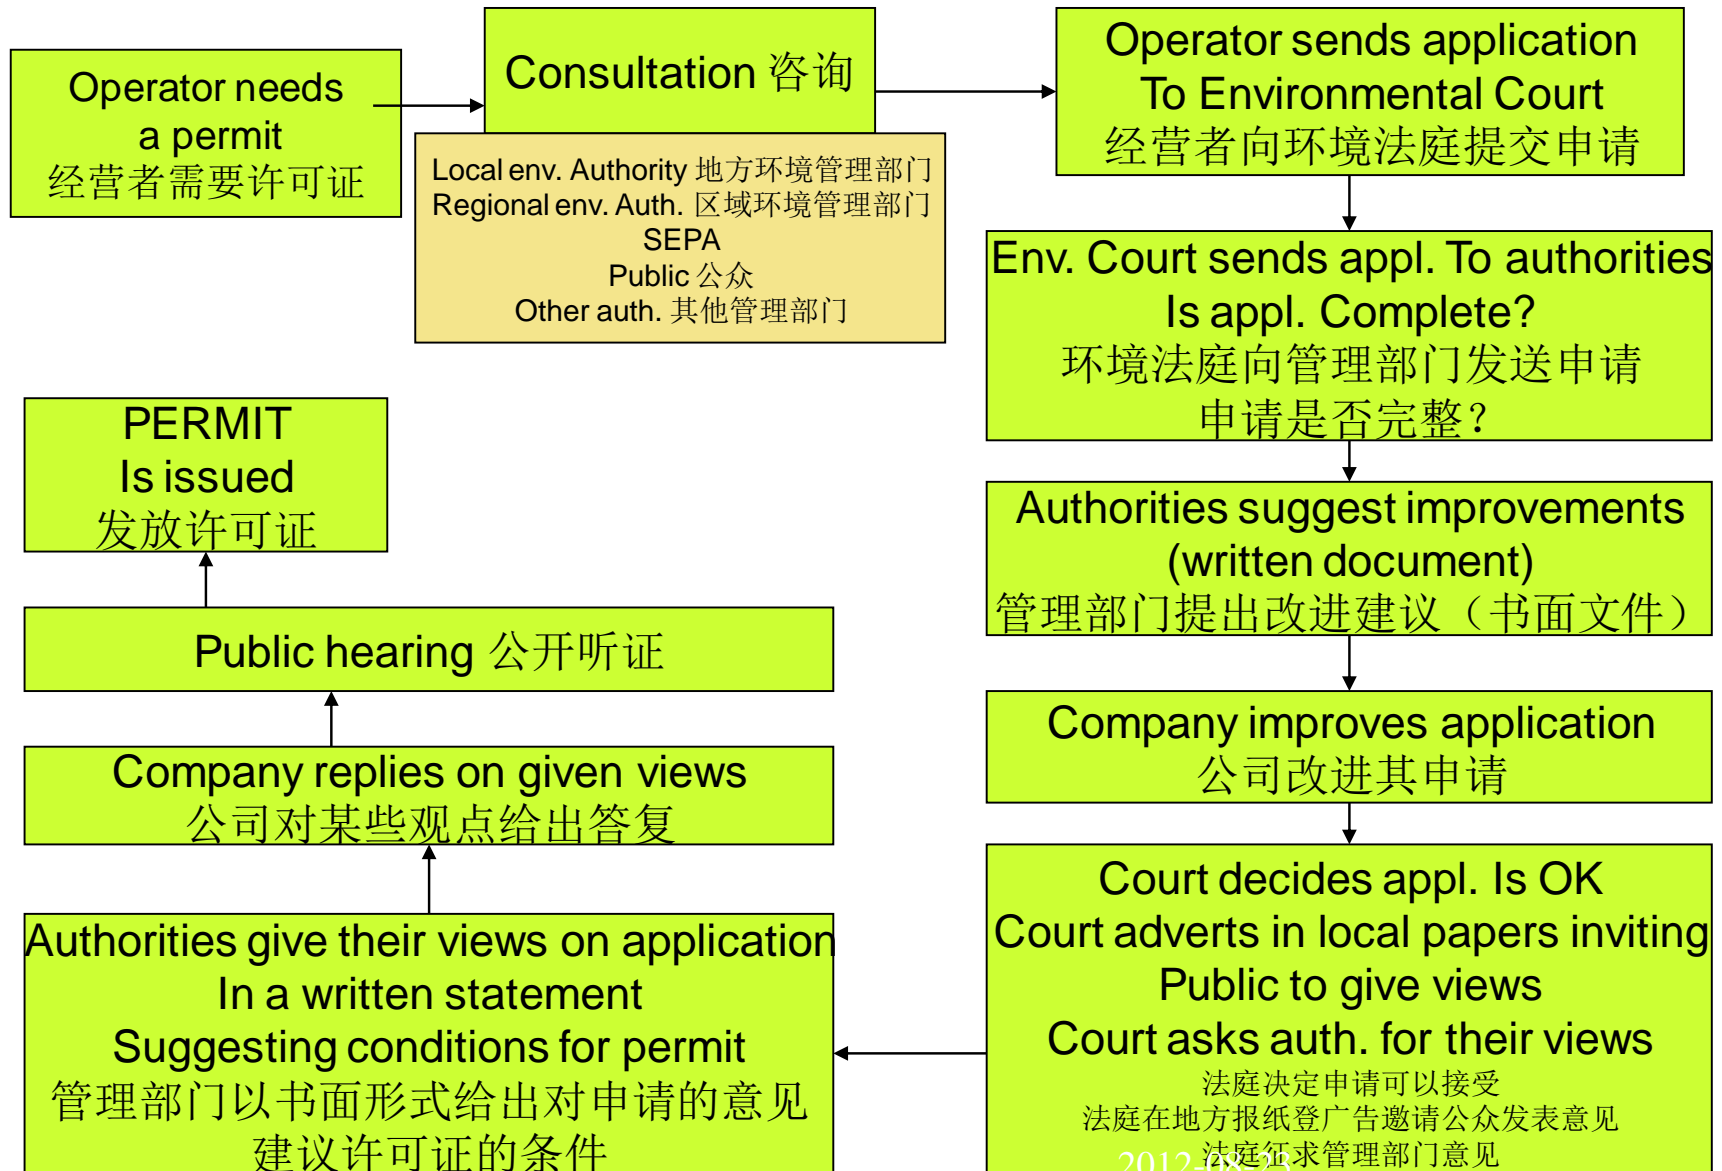 Operator needs
a permit
经营者需要许可证
Consultation 咨询
Local env. Authority 地方环境管理部门
Regional env. Auth. 区域环境管理部门
SEPA
Public 公众
Other auth. 其他管理部门
Operator sends application
To Environmental Court
经营者向环境法庭提交申请
Env. Court sends appl. To authorities
Is appl. Complete?
环境法庭向管理部门发送申请
申请是否完整？
Authorities suggest improvements
(written document)
管理部门提出改进建议（书面文件）
Company improves application
公司改进其申请
Court decides appl. Is OK
Court adverts in local papers inviting
Public to give views
Court asks auth. for their views
法庭决定申请可以接受
法庭在地方报纸登广告邀请公众发表意见
法庭征求管理部门意见
2012-08-23
Authorities give their views on application
In a written statement
Suggesting conditions for permit
管理部门以书面形式给出对申请的意见
建议许可证的条件
Company replies on given views
公司对某些观点给出答复
Public hearing 公开听证
PERMIT
Is issued
发放许可证